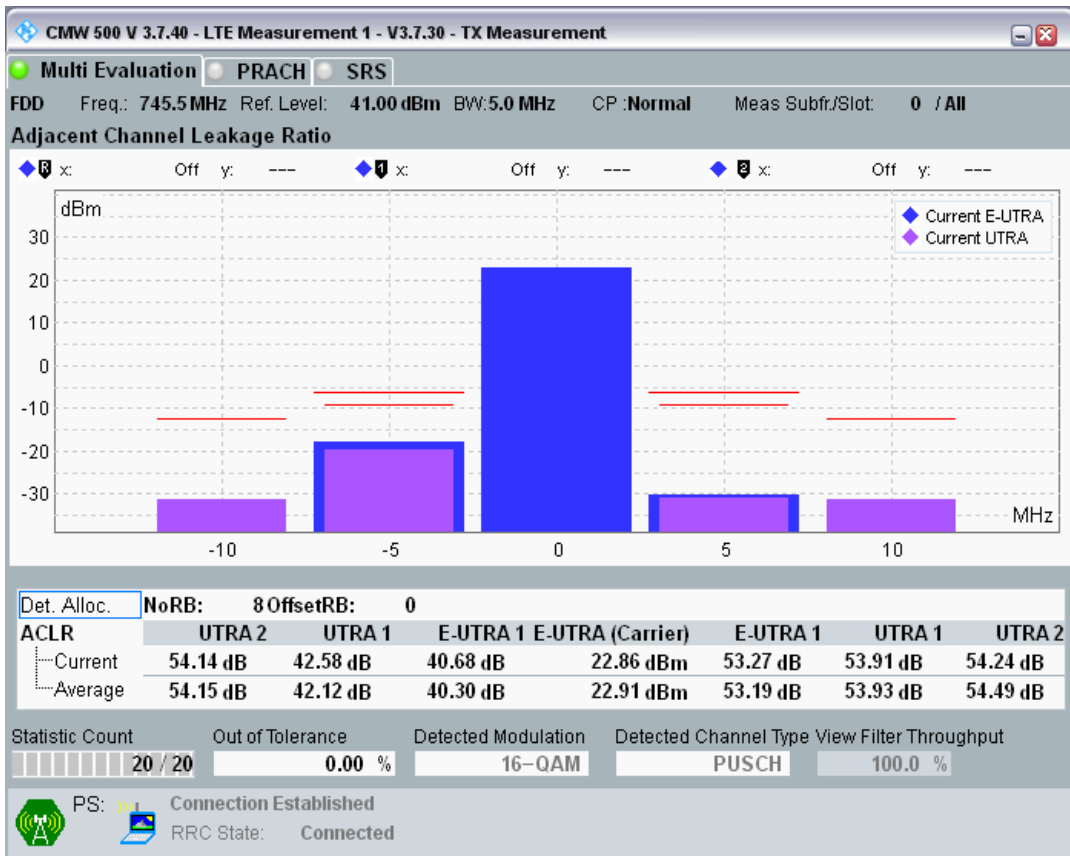 CMW 500 V 3.7.40 - LTE Measurement 1 - V3.7.30 - TX Measurement
Multi Evaluation PRACH SRS
FDD Freq.: 745.5 MHz Ref. Level: 41.00 dBm BW: 5.0 MHz CP : Normal Meas Subfr./Slot: 0 / All
Adjacent Channel Leakage Ratio
R x: Off y: --- 1 x: Off y: --- 2 x: Off y: ---
dBm
Current E-UTRA
Current UTRA
30
20
10
0
-10
-20
-30
MHz
-10 -5 0 5 10
Det. Alloc. NoRB: 8 OffsetRB: 0
ACLR UTRA 2 UTRA 1 E-UTRA 1 E-UTRA (Carrier) E-UTRA 1 UTRA 1 UTRA 2
Current 54.14 dB 42.58 dB 40.68 dB 22.86 dBm 53.27 dB 53.91 dB 54.24 dB
Average 54.15 dB 42.12 dB 40.30 dB 22.91 dBm 53.19 dB 53.93 dB 54.49 dB
Statistic Count Out of Tolerance Detected Modulation Detected Channel Type View Filter Throughput
20 / 20 0.00 % 16-QAM PUSCH 100.0 %
PS: Connection Established
RRC State: Connected